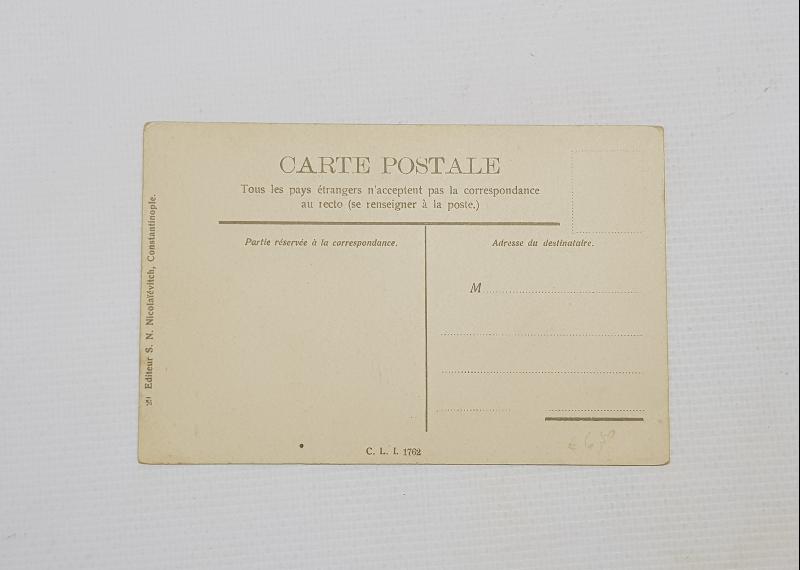 CARTE POSTALE
Tous les pays étrangers n'acceptent pas la correspondance
au recto (se renseigner à la poste.)
Partie réservée à la correspondance.
Adresse du destinataire.
M
Editeur S. N. Nicolaïévitch, Constantinople.
C. L. I. 1762